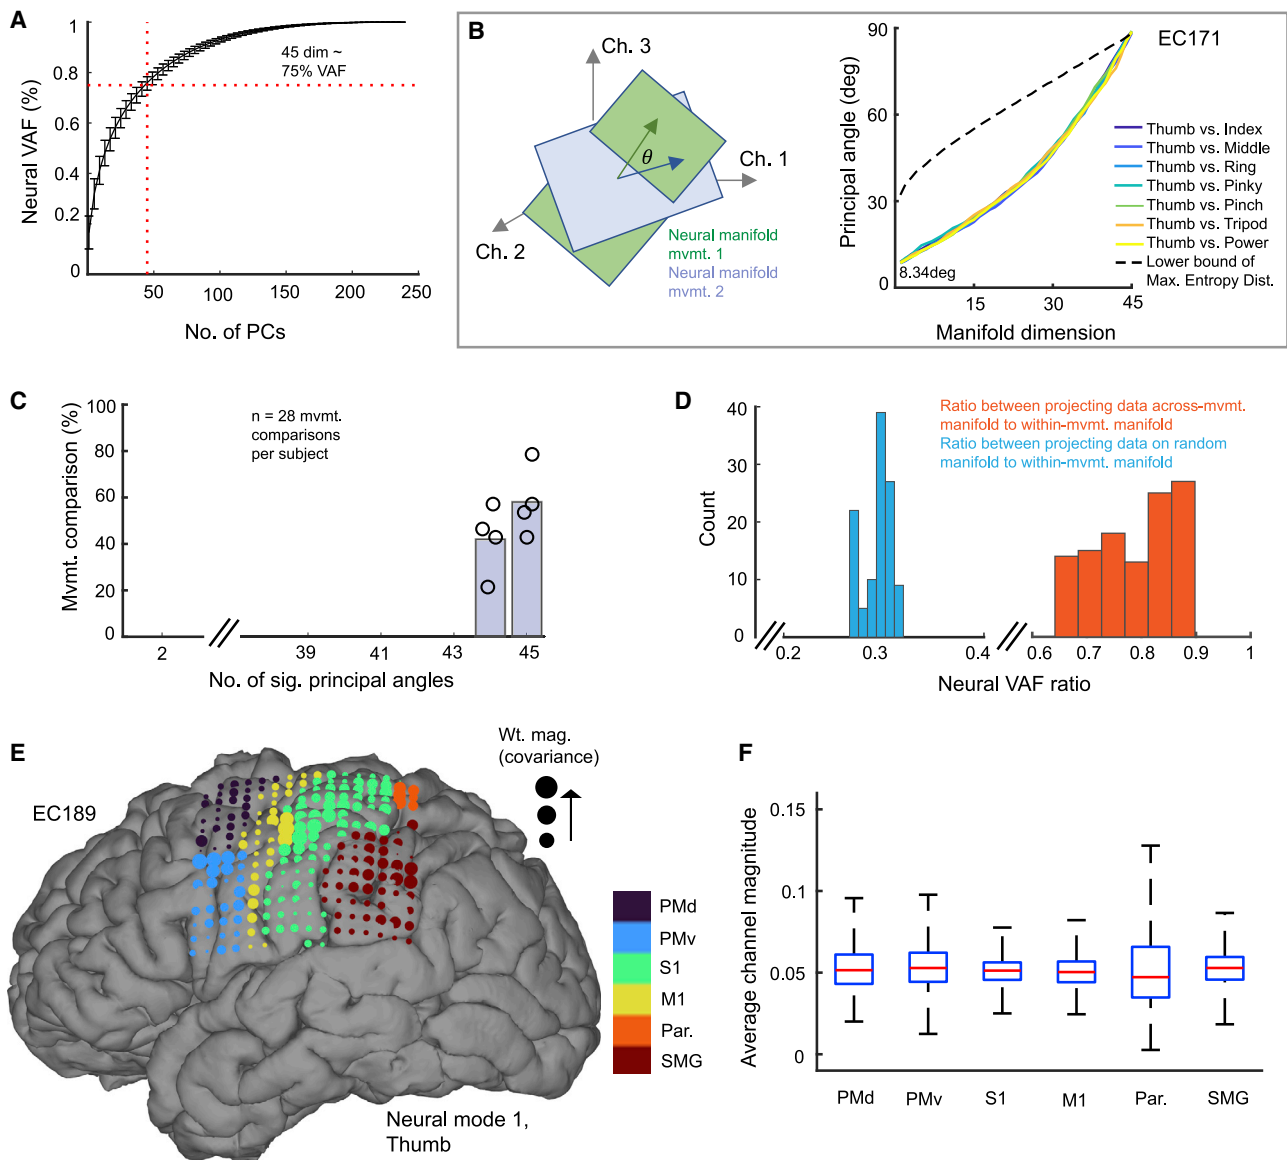 A
1
0.8
0.6
0.4
0.2
0
Neural VAF (%)
45 dim ~
75% VAF
50
100
150
200
250
No. of PCs
B
Ch. 3
Ch. 1
Ch. 2
θ
Neural manifold
mvmt. 1
Neural manifold
mvmt. 2
EC171
90
60
30
0
Principal angle (deg)
8.34deg
15
30
45
Manifold dimension
Thumb vs. Index
Thumb vs. Middle
Thumb vs. Ring
Thumb vs. Pinky
Thumb vs. Pinch
Thumb vs. Tripod
Thumb vs. Power
Lower bound of
Max. Entropy Dist.
C
100
80
60
40
20
0
Mvmt. comparison (%)
n = 28 mvmt.
comparisons
per subject
2
39
41
43
45
No. of sig. principal angles
D
40
30
20
10
0
Count
Ratio between projecting data across-mvmt.
manifold to within-mvmt. manifold
Ratio between projecting data on random
manifold to within-mvmt. manifold
0.2
0.3
0.4
0.6
0.7
0.8
0.9
1
Neural VAF ratio
E
EC189
Wt. mag.
(covariance)
PMd
PMv
S1
M1
Par.
SMG
Neural mode 1,
Thumb
F
0.15
0.1
0.05
0
Average channel magnitude
PMd
PMv
S1
M1
Par.
SMG